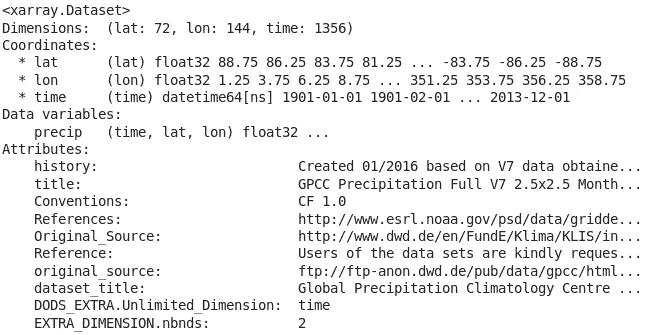 <xarray.Dataset>
Dimensions:  (lat: 72, lon: 144, time: 1356)
Coordinates:
  * lat      (lat) float32 88.75 86.25 83.75 81.25 ... -83.75 -86.25 -88.75
  * lon      (lon) float32 1.25 3.75 6.25 8.75 ... 351.25 353.75 356.25 358.75
  * time     (time) datetime64[ns] 1901-01-01 1901-02-01 ... 2013-12-01
Data variables:
    precip   (time, lat, lon) float32 ...
Attributes:
    history:                         Created 01/2016 based on V7 data obtaine...
    title:                           GPCC Precipitation Full V7 2.5x2.5 Month...
    Conventions:                     CF 1.0
    References:                      http://www.esrl.noaa.gov/psd/data/gridde...
    Original_Source:                 http://www.dwd.de/en/FundE/Klima/KLIS/in...
    Reference:                       Users of the data sets are kindly reques...
    original_source:                 ftp://ftp-anon.dwd.de/pub/data/gpcc/html...
    dataset_title:                   Global Precipitation Climatology Centre ...
    DODS_EXTRA.Unlimited_Dimension:  time
    EXTRA_DIMENSION.nbnds:           2